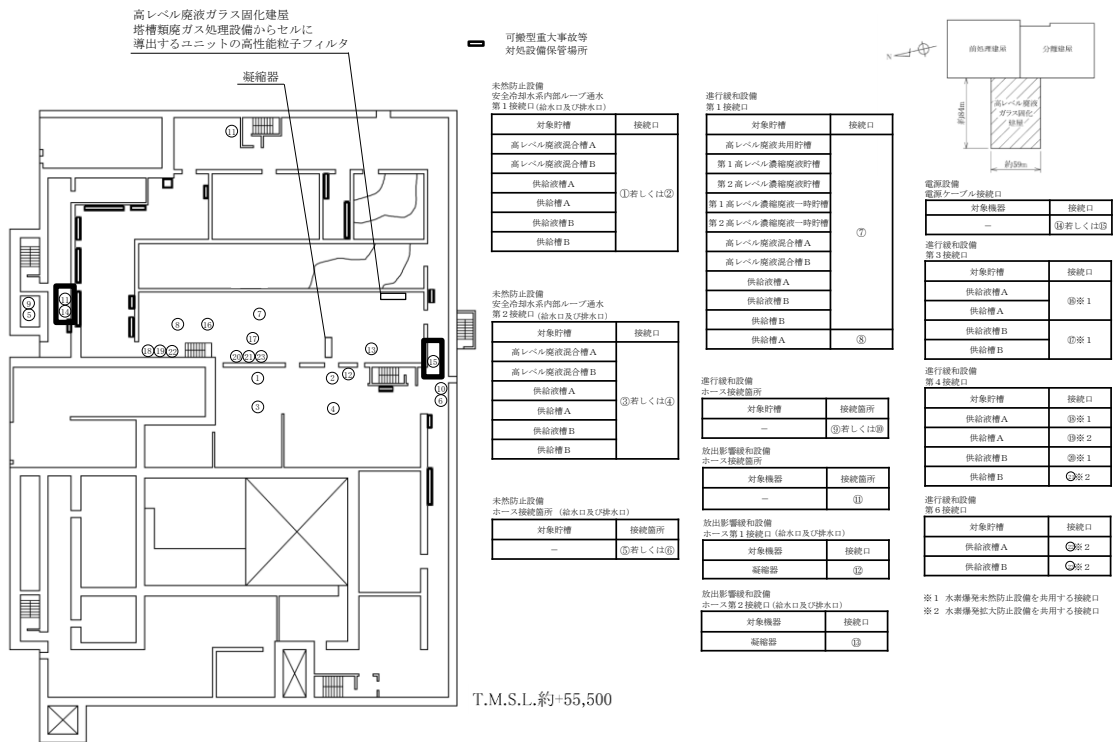 高レベル廃液ガラス固化建屋
塔槽類廃ガス処理設備からセルに
導出するユニットの高性能粒子フィルタ
凝縮器
可搬型重大事故等
対処設備保管場所
⑪
⑨
⑤
⑪
⑭
⑧
⑯
⑦
⑰
⑱⑲㉒
⑳㉑㉓
⑬
⑮
①
②
⑫
③
④
⑩
⑥
T.M.S.L.約+55,500
未然防止設備
安全冷却水系内部ループ通水
第1接続口(給水口及び排水口)
対象貯槽 接続口
高レベル廃液混合槽A
高レベル廃液混合槽B
供給液槽A
供給槽A
供給液槽B
供給槽B
①若しくは②
未然防止設備
安全冷却水系内部ループ通水
第2接続口(給水口及び排水口)
対象貯槽 接続口
高レベル廃液混合槽A
高レベル廃液混合槽B
供給液槽A
供給槽A
供給液槽B
供給槽B
③若しくは④
未然防止設備
ホース接続箇所 (給水口及び排水口)
対象貯槽 接続箇所
－ ⑤若しくは⑥
進行緩和設備
第1接続口
対象貯槽 接続口
高レベル廃液共用貯槽
第1高レベル濃縮廃液貯槽
第2高レベル濃縮廃液貯槽
第1高レベル濃縮廃液一時貯槽
第2高レベル濃縮廃液一時貯槽
高レベル廃液混合槽A
高レベル廃液混合槽B
供給液槽A
供給液槽B
供給槽B
⑦
供給槽A ⑧
進行緩和設備
ホース接続箇所
対象貯槽 接続箇所
－ ⑨若しくは⑩
放出影響緩和設備
ホース接続箇所
対象機器 接続箇所
－ ⑪
放出影響緩和設備
ホース第1接続口(給水口及び排水口)
対象機器 接続口
凝縮器 ⑫
放出影響緩和設備
ホース第2接続口(給水口及び排水口)
対象機器 接続口
凝縮器 ⑬
N
前処理建屋
分離建屋
高レベル廃液
ガラス固化
建屋
約84m
約59m
電源設備
電源ケーブル接続口
対象機器 接続口
－ ⑭若しくは⑮
進行緩和設備
第3接続口
対象貯槽 接続口
供給液槽A
供給槽A
⑯※1
供給液槽B
供給槽B
⑰※1
進行緩和設備
第4接続口
対象貯槽 接続口
供給液槽A ⑱※1
供給槽A ⑲※2
供給液槽B ⑳※1
供給槽B ㉑※2
進行緩和設備
第6接続口
対象貯槽 接続口
供給液槽A ※2
供給液槽B ※2
※1 水素爆発未然防止設備を共用する接続口
※2 水素爆発拡大防止設備を共用する接続口